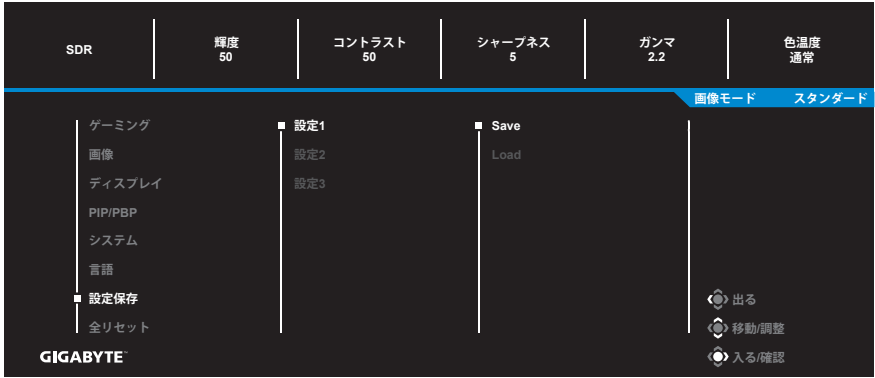 SDR
輝度
50
コントラスト
50
シャープネス
5
ガンマ
2.2
色温度
通常
画像モード スタンダード
ゲーミング
画像
ディスプレイ
PIP/PBP
システム
言語
設定保存
全リセット
設定1
設定2
設定3
Save
Load
出る
移動/調整
入る/確認
GIGABYTE™